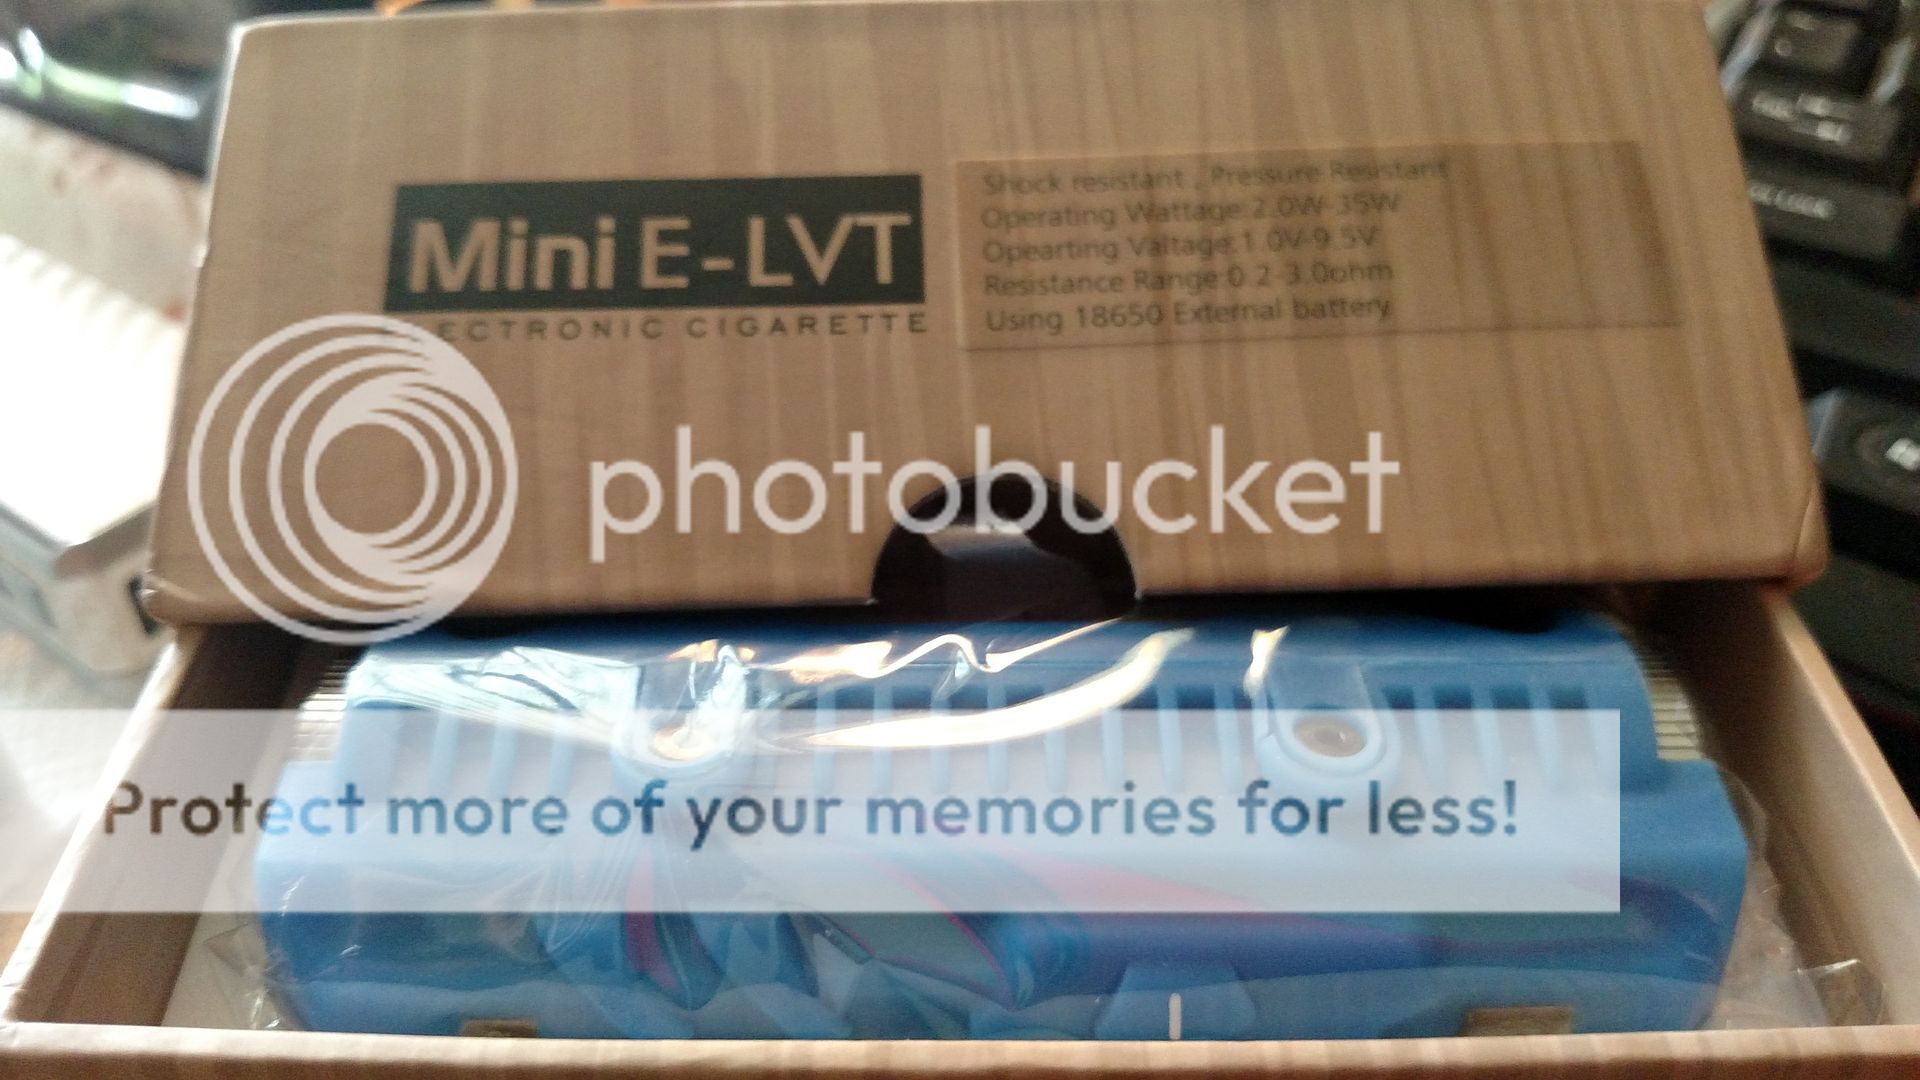 Mini E-LVT
ELECTRONIC CIGARETTE
Shock resistant , Pressure Resistant
Operating Wattage:2.0W-35W
Opearting Valtage:1.0V-9.5V
Resistance Range:0.2-3.0ohm
Using 18650 External battery
photobucket
Protect more of your memories for less!